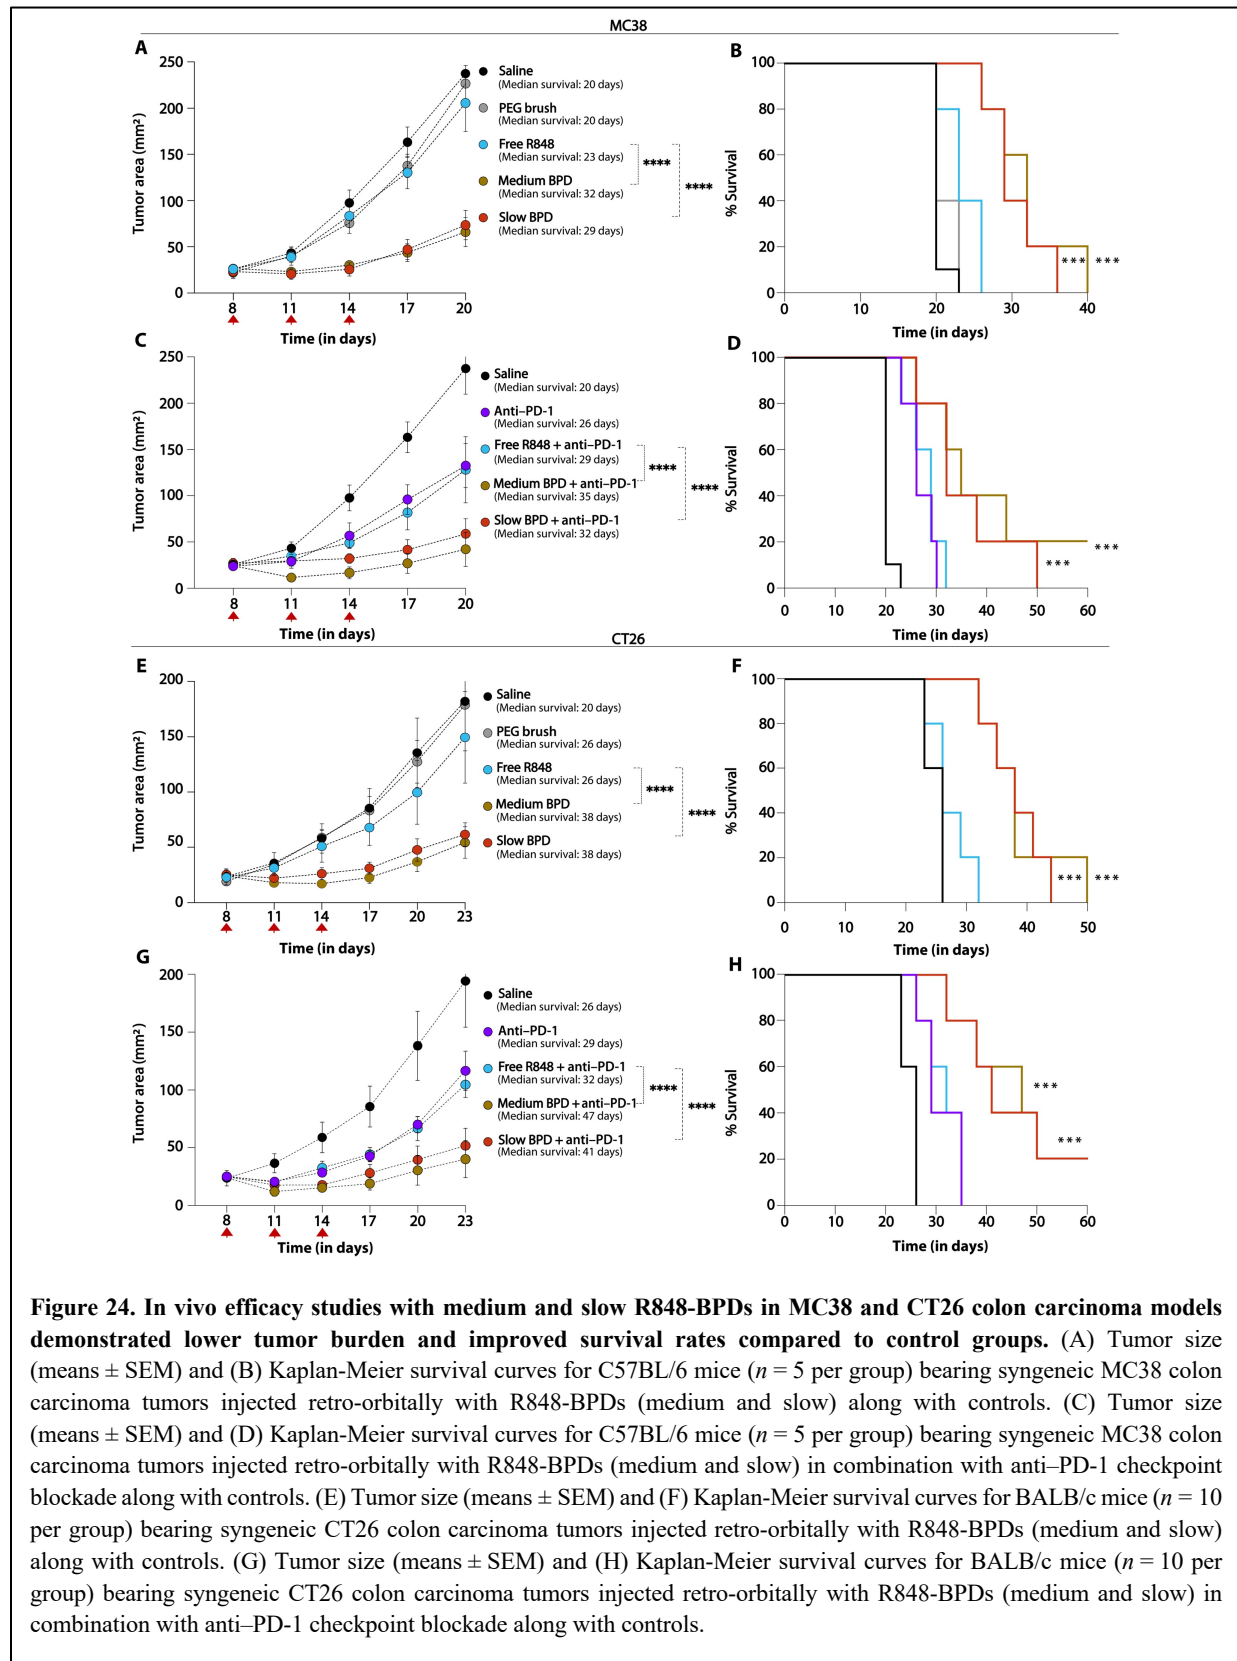 MC38
A
Tumor area (mm²)
250
200
150
100
50
0
8 11 14 17 20
Time (in days)
Saline
(Median survival: 20 days)
PEG brush
(Median survival: 20 days)
Free R848
(Median survival: 23 days)
Medium BPD
(Median survival: 32 days)
Slow BPD
(Median survival: 29 days)
****
****
B
% Survival
100
80
60
40
20
0
0 10 20 30 40
Time (in days)
*** ***
C
Tumor area (mm²)
250
200
150
100
50
0
8 11 14 17 20
Time (in days)
Saline
(Median survival: 20 days)
Anti–PD-1
(Median survival: 26 days)
Free R848 + anti–PD-1
(Median survival: 29 days)
Medium BPD + anti–PD-1
(Median survival: 35 days)
Slow BPD + anti–PD-1
(Median survival: 32 days)
****
****
D
% Survival
100
80
60
40
20
0
0 10 20 30 40 50 60
Time (in days)
***
***
CT26
E
Tumor area (mm²)
200
150
100
50
0
8 11 14 17 20 23
Time (in days)
Saline
(Median survival: 20 days)
PEG brush
(Median survival: 26 days)
Free R848
(Median survival: 26 days)
Medium BPD
(Median survival: 38 days)
Slow BPD
(Median survival: 38 days)
****
****
F
% Survival
100
80
60
40
20
0
0 10 20 30 40 50
Time (in days)
*** ***
G
Tumor area (mm²)
200
150
100
50
0
8 11 14 17 20 23
Time (in days)
Saline
(Median survival: 26 days)
Anti–PD-1
(Median survival: 29 days)
Free R848 + anti–PD-1
(Median survival: 32 days)
Medium BPD + anti–PD-1
(Median survival: 47 days)
Slow BPD + anti–PD-1
(Median survival: 41 days)
****
****
H
% Survival
100
80
60
40
20
0
0 10 20 30 40 50 60
Time (in days)
***
***
Figure 24. In vivo efficacy studies with medium and slow R848-BPDs in MC38 and CT26 colon carcinoma models
demonstrated lower tumor burden and improved survival rates compared to control groups. (A) Tumor size
(means ± SEM) and (B) Kaplan-Meier survival curves for C57BL/6 mice (n = 5 per group) bearing syngeneic MC38 colon
carcinoma tumors injected retro-orbitally with R848-BPDs (medium and slow) along with controls. (C) Tumor size
(means ± SEM) and (D) Kaplan-Meier survival curves for C57BL/6 mice (n = 5 per group) bearing syngeneic MC38 colon
carcinoma tumors injected retro-orbitally with R848-BPDs (medium and slow) in combination with anti–PD-1 checkpoint
blockade along with controls. (E) Tumor size (means ± SEM) and (F) Kaplan-Meier survival curves for BALB/c mice (n = 10
per group) bearing syngeneic CT26 colon carcinoma tumors injected retro-orbitally with R848-BPDs (medium and slow)
along with controls. (G) Tumor size (means ± SEM) and (H) Kaplan-Meier survival curves for BALB/c mice (n = 10 per
group) bearing syngeneic CT26 colon carcinoma tumors injected retro-orbitally with R848-BPDs (medium and slow) in
combination with anti–PD-1 checkpoint blockade along with controls.